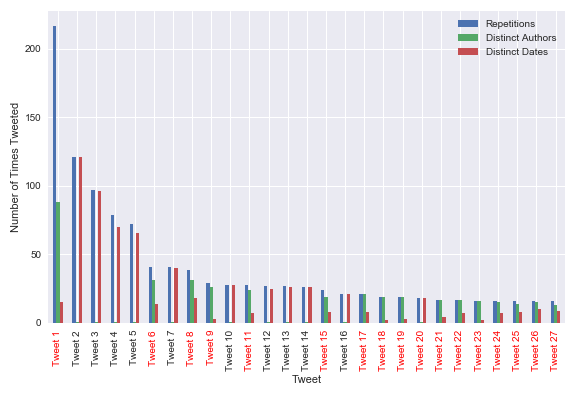 Repetitions
Distinct Authors
Distinct Dates
Number of Times Tweeted
200
150
100
50
0
Tweet 1
Tweet 2
Tweet 3
Tweet 4
Tweet 5
Tweet 6
Tweet 7
Tweet 8
Tweet 9
Tweet 10
Tweet 11
Tweet 12
Tweet 13
Tweet 14
Tweet 15
Tweet 16
Tweet 17
Tweet 18
Tweet 19
Tweet 20
Tweet 21
Tweet 22
Tweet 23
Tweet 24
Tweet 25
Tweet 26
Tweet 27
Tweet